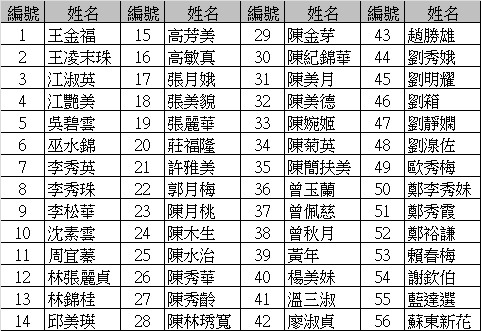 編號 姓名 編號 姓名 編號 姓名 編號 姓名
1 王金福 15 高芳美 29 陳金芽 43 趙勝雄
2 王凌末珠 16 高敏真 30 陳紀錦華 44 劉秀娥
3 江淑英 17 張月娥 31 陳美月 45 劉明耀
4 江艷美 18 張美貌 32 陳美德 46 劉箱
5 吳碧雲 19 張麗華 33 陳婉姬 47 劉靜嫻
6 巫水錦 20 莊福隆 34 陳菊英 48 劉湶佐
7 李秀英 21 許雅美 35 陳簡扶美 49 歐秀梅
8 李秀珠 22 郭月梅 36 曾玉蘭 50 鄭李秀妹
9 李松華 23 陳月桃 37 曾佩慈 51 鄭秀霞
10 沈素雲 24 陳木生 38 曾秋月 52 鄭裕謙
11 周宜蓁 25 陳水治 39 黃年 53 賴春梅
12 林張麗貞 26 陳秀華 40 楊美妹 54 謝欽伯
13 林錦桂 27 陳秀齡 41 溫三淑 55 藍達選
14 邱美瑛 28 陳林琇寬 42 廖淑貞 56 蘇東新花